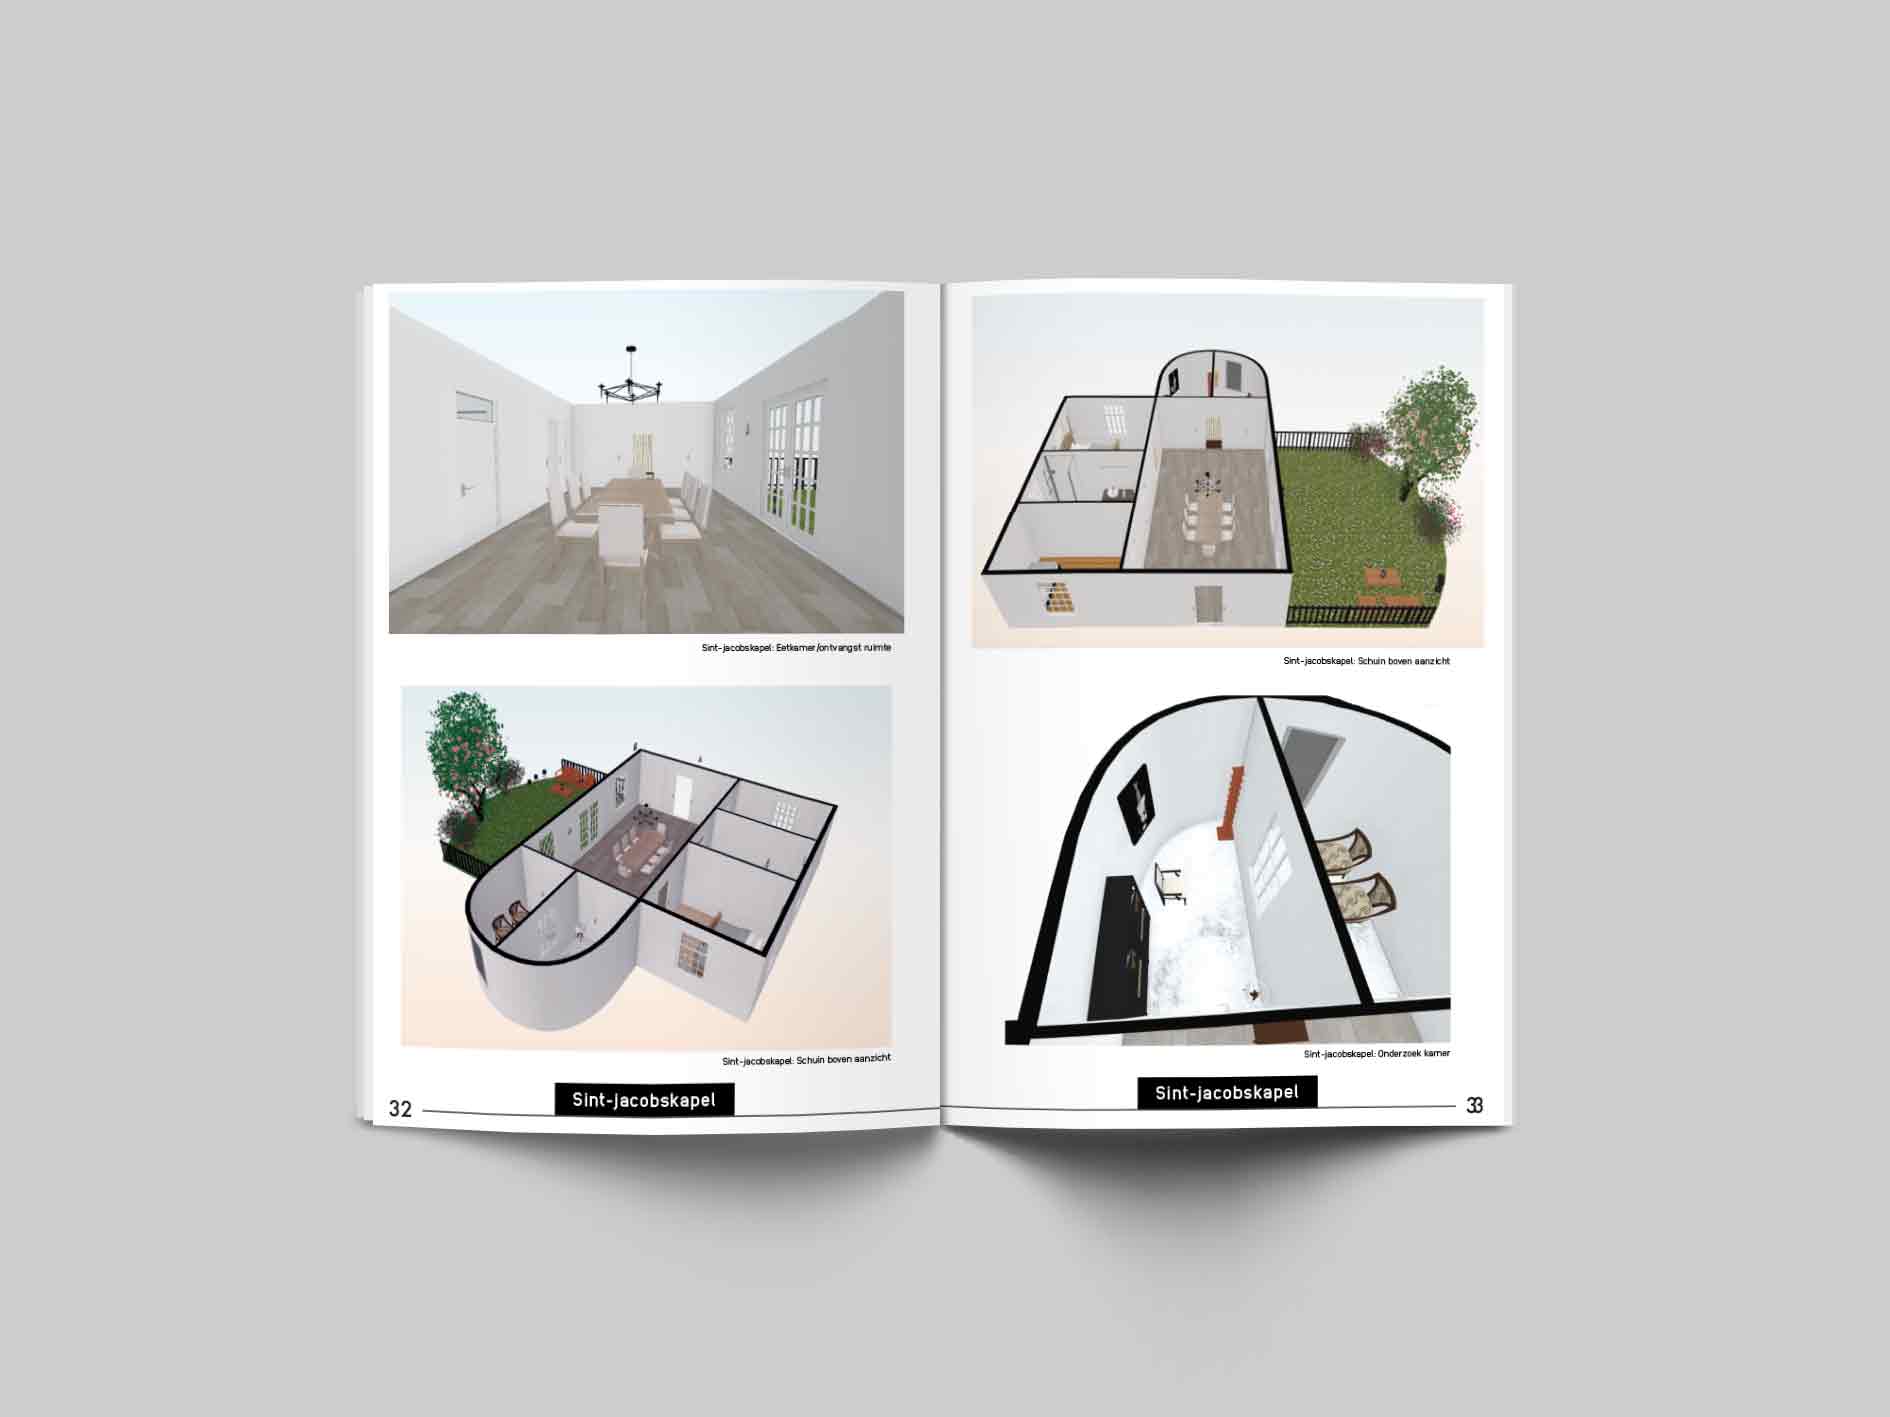 Sint-jacobskapel: Eetkamer/ontvangst ruimte
Sint-jacobskapel: Schuin boven aanzicht
Sint-jacobskapel
32
Sint-jacobskapel: Schuin boven aanzicht
Sint-jacobskapel: Onderzoek kamer
Sint-jacobskapel
33